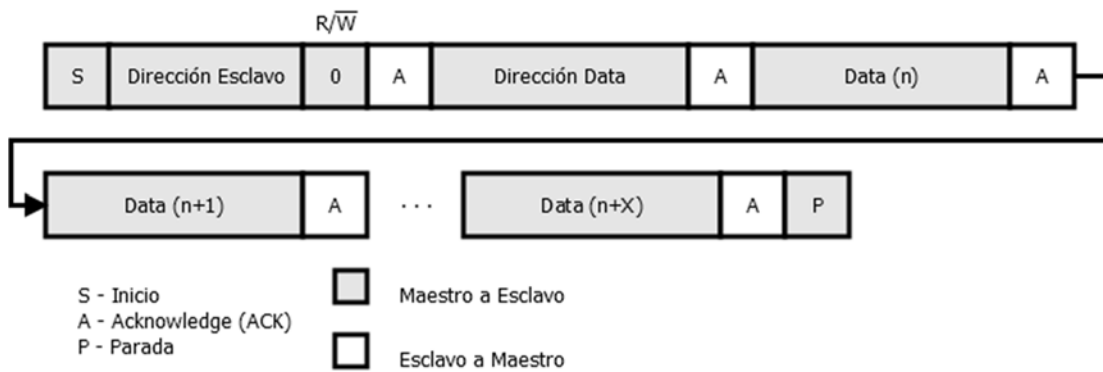 R/W̅
S Dirección Esclavo 0 A Dirección Data A Data (n) A
Data (n+1) A ... Data (n+X) A P
S - Inicio
A - Acknowledge (ACK)
P - Parada
Maestro a Esclavo
Esclavo a Maestro